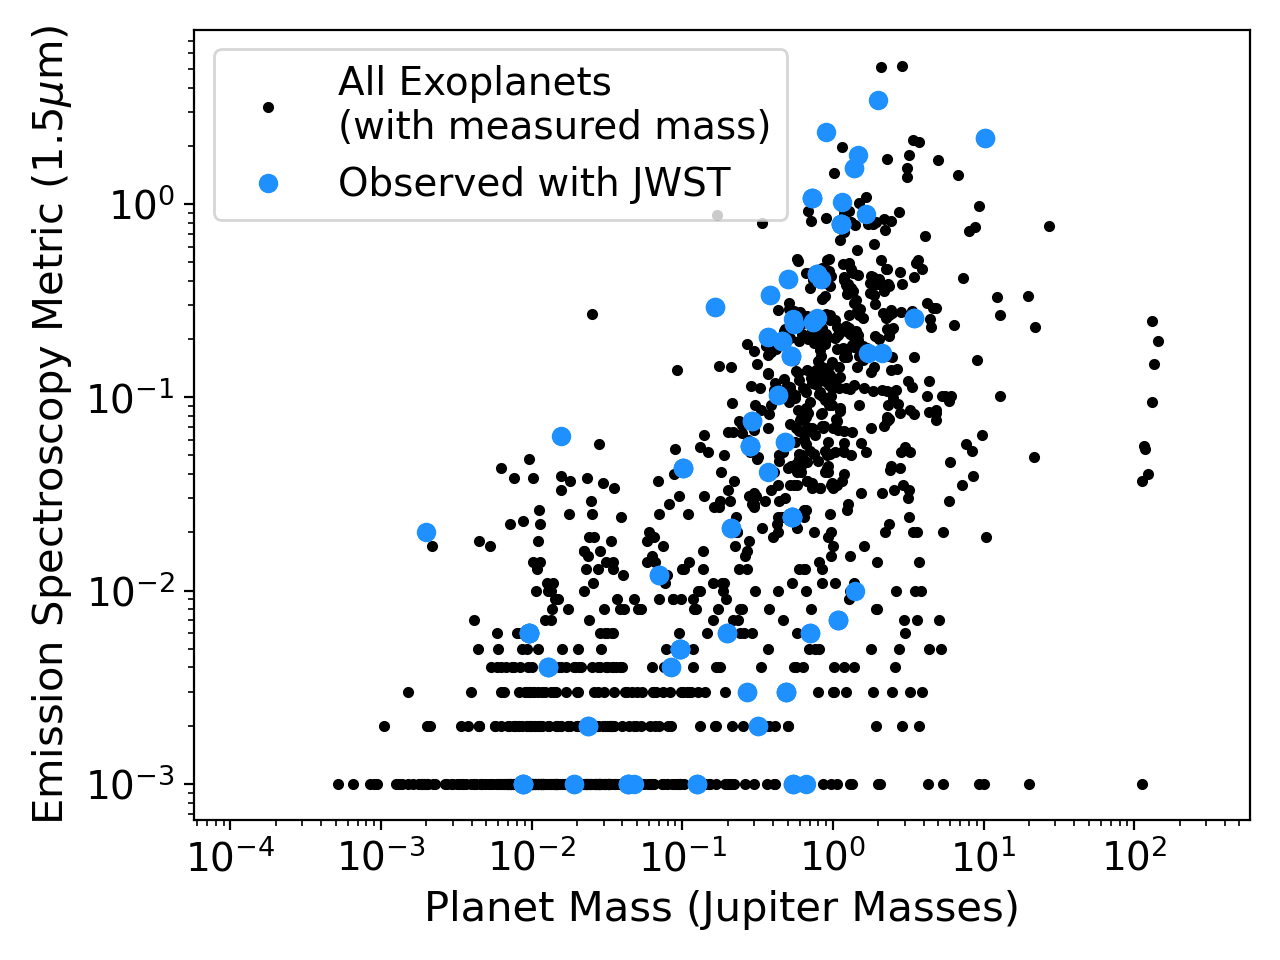 Emission Spectroscopy Metric (1.5μm)
All Exoplanets
(with measured mass)
Observed with JWST
10⁰
10⁻¹
10⁻²
10⁻³
10⁻⁴ 10⁻³ 10⁻² 10⁻¹ 10⁰ 10¹ 10²
Planet Mass (Jupiter Masses)